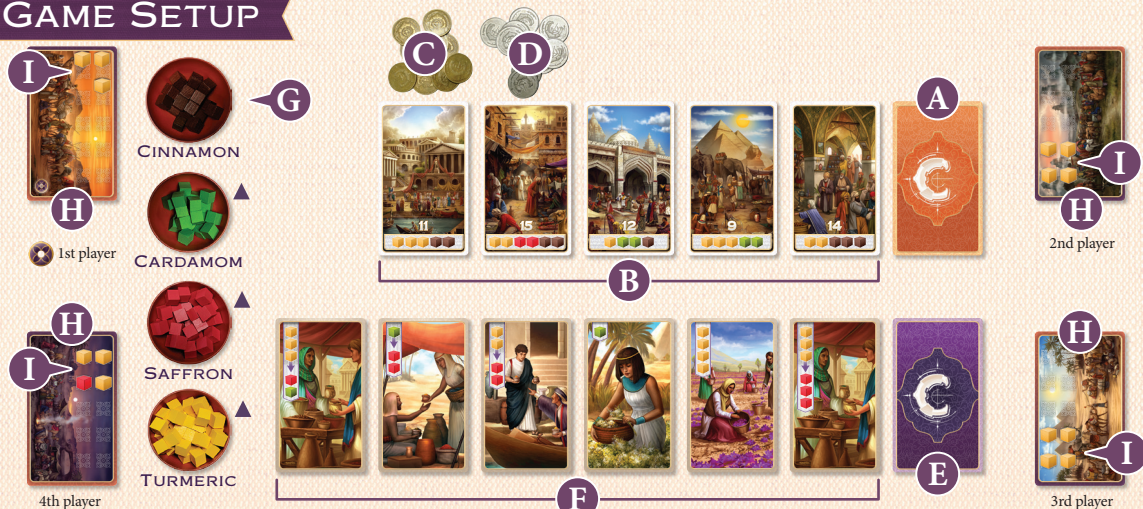 GAME SETUP
I
H
1st player
CINNAMON
G
CARDAMOM
SAFFRON
TURMERIC
H
I
4th player
C
D
11
15
12
9
14
A
B
F
E
I
H
2nd player
H
I
3rd player